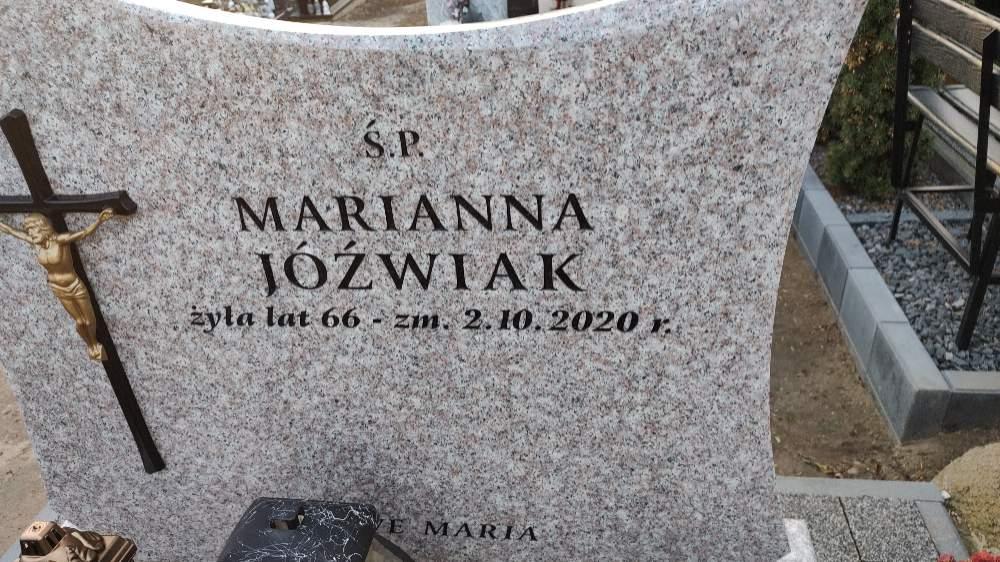 Ś.P.
MARIANNA
JÓŹWIAK
żyła lat 66 - zm. 2.10.2020 r.
MARIA